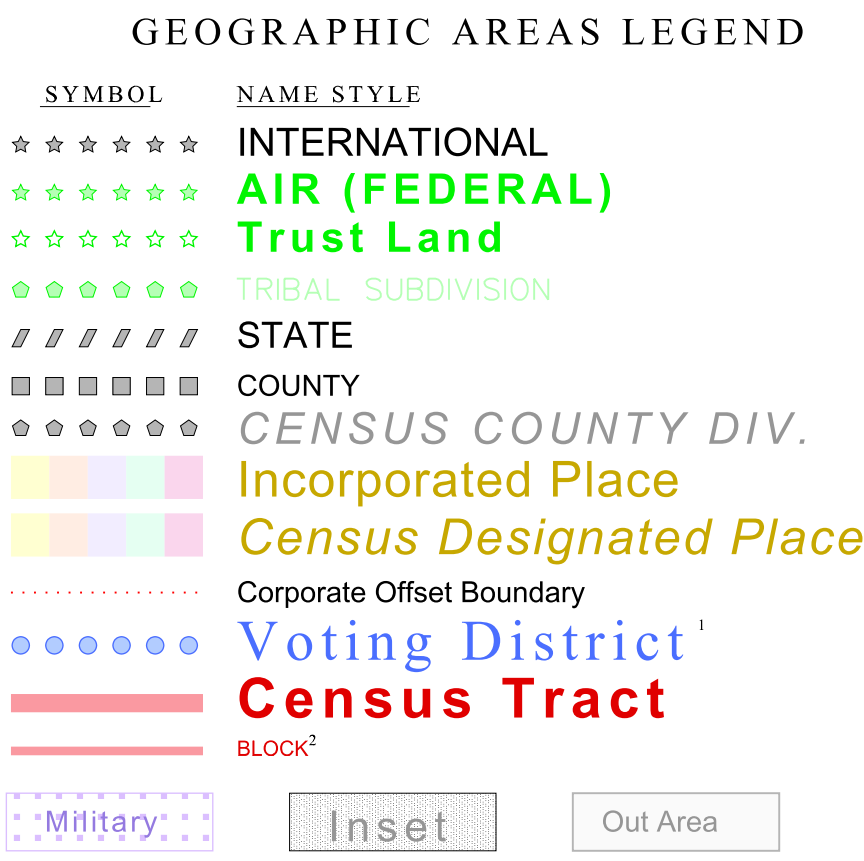 GEOGRAPHIC AREAS LEGEND
SYMBOL NAME STYLE
INTERNATIONAL
AIR (FEDERAL)
Trust Land
TRIBAL SUBDIVISION
STATE
COUNTY
CENSUS COUNTY DIV.
Incorporated Place
Census Designated Place
Corporate Offset Boundary
Voting District 1
Census Tract
BLOCK2
Military Inset Out Area